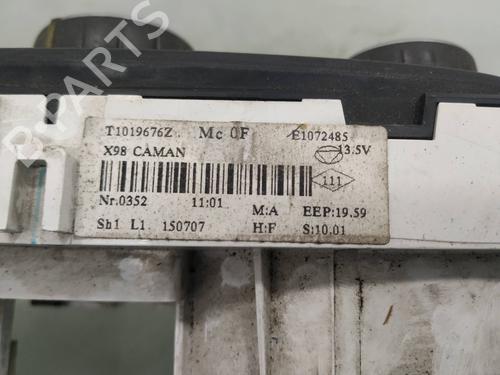 T1019676Z Mc 0F E1072485
X98 CAMAN 13.5V
111
Nr.0352 11:01 M:A EEP:19.59
Sh1 L1 150707 H:F S:10.01
B-PARTS